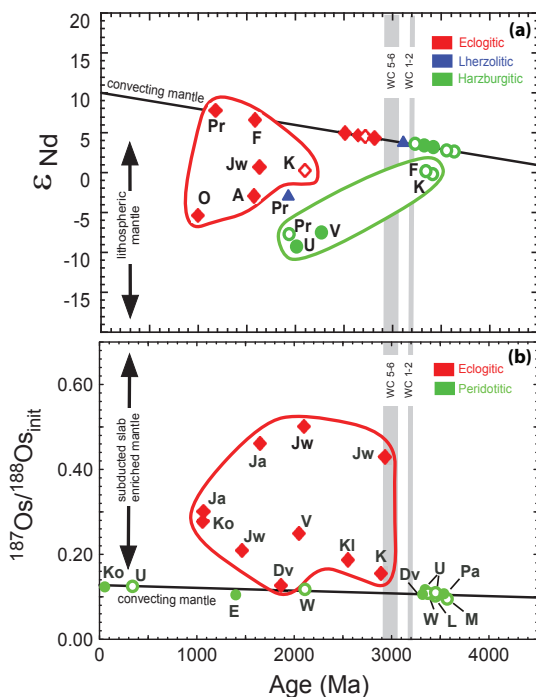 20
(a)
Eclogitic
Lherzolitic
Harzburgitic
10
convecting mantle
WC 5-6
WC 1-2
Pr
F
5
ε Nd
Jw
K
0
F
K
A
Pr
O
-5
lithospheric
mantle
Pr
V
U
-10
-20
(b)
0.60
Eclogitic
Peridotitic
WC 5-6
WC 1-2
subducted slab
enriched mantle
Jw
Ja
Jw
187Os/188Osinit
0.40
Ja
Ko
V
Jw
0.20
Kl
K
Dv
Ko
U
Dv
U
Pa
convecting mantle
E
W
W
L
M
0.00
0
1000
2000
3000
4000
Age (Ma)